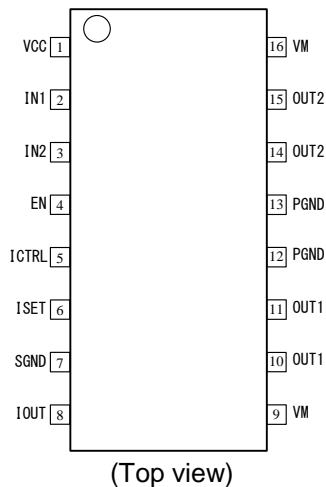 VCC 1
IN1 2
IN2 3
EN 4
ICTRL 5
ISET 6
SGND 7
IOUT 8
16 VM
15 OUT2
14 OUT2
13 PGND
12 PGND
11 OUT1
10 OUT1
9 VM
(Top view)